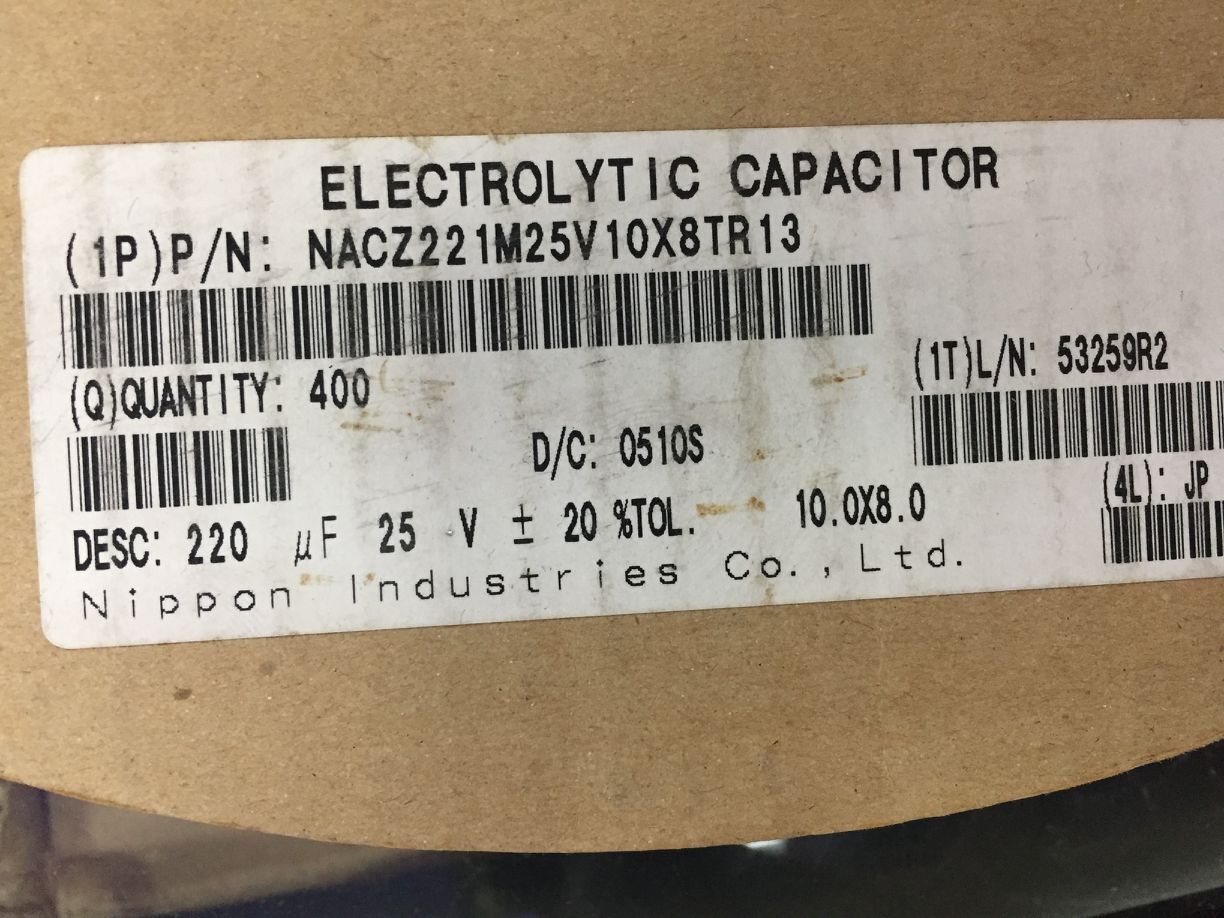 ELECTROLYTIC CAPACITOR
(1P)P/N: NACZ221M25V10X8TR13
(Q)QUANTITY: 400
(1T)L/N: 53259R2
D/C: 0510S
(4L): JP
DESC: 220 μF 25 V ± 20 %TOL. 10.0X8.0
Nippon Industries Co., Ltd.